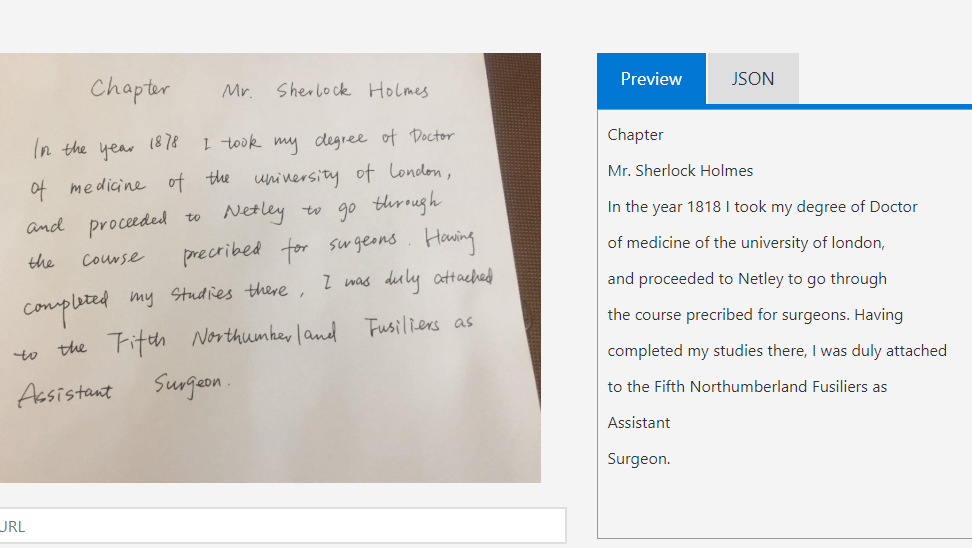 Chapter Mr. Sherlock Holmes
In the year 1878 I took my degree of Doctor
of medicine of the university of london,
and proceeded to Netley to go through
the course precribed for surgeons. Having
completed my studies there, I was duly attached
to the Fifth Northumberland Fusiliers as
Assistant Surgeon.
URL
Preview JSON
Chapter
Mr. Sherlock Holmes
In the year 1818 I took my degree of Doctor
of medicine of the university of london,
and proceeded to Netley to go through
the course precribed for surgeons. Having
completed my studies there, I was duly attached
to the Fifth Northumberland Fusiliers as
Assistant
Surgeon.